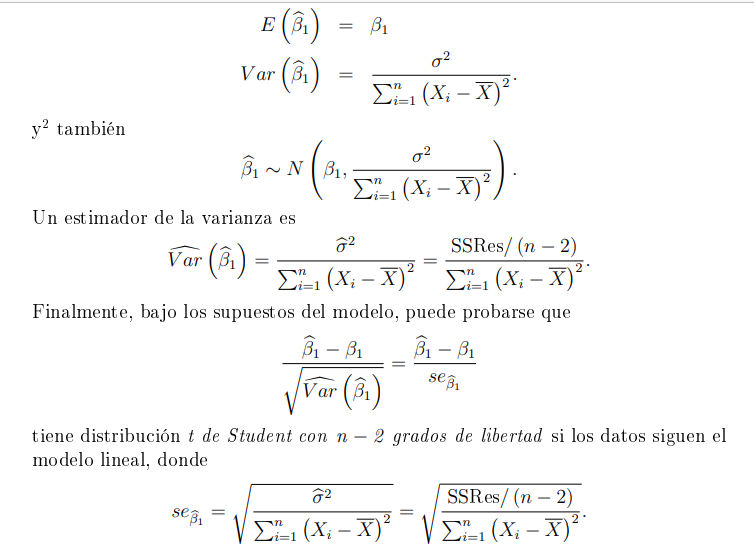 $E\left(\widehat{\beta}_1\right) = \beta_1$
$Var\left(\widehat{\beta}_1\right) = \frac{\sigma^2}{\sum_{i=1}^{n}\left(X_i - \overline{X}\right)^2}.$
y² también
$\widehat{\beta}_1 \sim N\left(\beta_1, \frac{\sigma^2}{\sum_{i=1}^{n}\left(X_i - \overline{X}\right)^2}\right).$
Un estimador de la varianza es
$\widehat{Var}\left(\widehat{\beta}_1\right) = \frac{\widehat{\sigma}^2}{\sum_{i=1}^{n}\left(X_i - \overline{X}\right)^2} = \frac{\text{SSRes}/(n-2)}{\sum_{i=1}^{n}\left(X_i - \overline{X}\right)^2}.$
Finalmente, bajo los supuestos del modelo, puede probarse que
$\frac{\widehat{\beta}_1 - \beta_1}{\sqrt{\widehat{Var}\left(\widehat{\beta}_1\right)}} = \frac{\widehat{\beta}_1 - \beta_1}{se_{\widehat{\beta}_1}}$
tiene distribución t de Student con n − 2 grados de libertad si los datos siguen el
modelo lineal, donde
$se_{\widehat{\beta}_1} = \sqrt{\frac{\widehat{\sigma}^2}{\sum_{i=1}^{n}\left(X_i - \overline{X}\right)^2}} = \sqrt{\frac{\text{SSRes}/(n-2)}{\sum_{i=1}^{n}\left(X_i - \overline{X}\right)^2}}.$